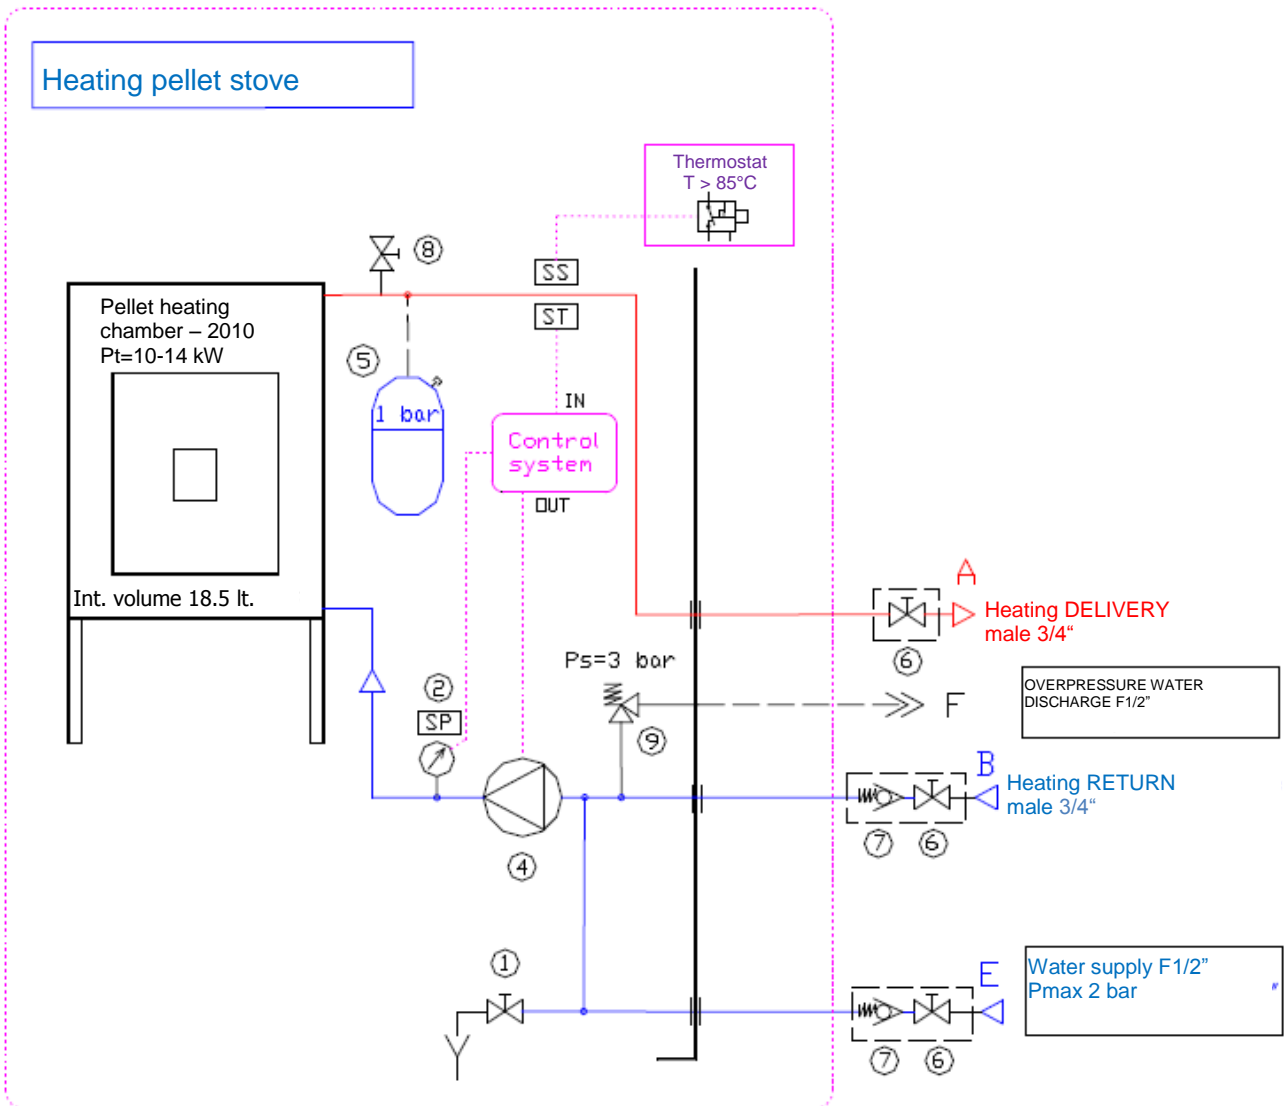 Heating pellet stove
Thermostat
T > 85°C
8
SS
Pellet heating
chamber – 2010
Pt=10-14 kW
ST
5
IN
1 bar
Control
system
OUT
Int. volume 18.5 lt.
A
Heating DELIVERY
male 3/4“
6
Ps=3 bar
2
SP
OVERPRESSURE WATER
DISCHARGE F1/2”
F
9
B
Heating RETURN
male 3/4“
7
6
4
1
E
Water supply F1/2”
Pmax 2 bar
"
7
6